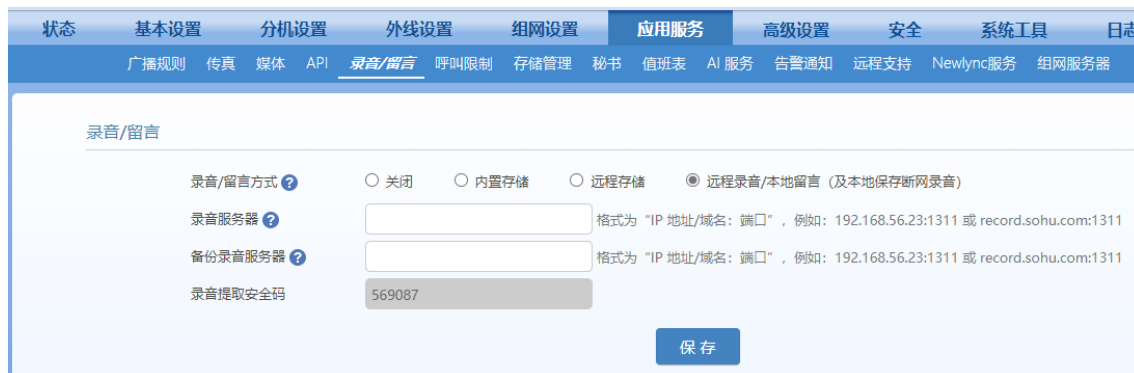 状态 基本设置 分机设置 外线设置 组网设置 应用服务 高级设置 安全 系统工具 日志
广播规则 传真 媒体 API 录音/留言 呼叫限制 存储管理 秘书 值班表 AI 服务 告警通知 远程支持 Newlync服务 组网服务器
录音/留言
录音/留言方式 ? 关闭 内置存储 远程存储 远程录音/本地留言（及本地保存断网录音）
录音服务器 ? 格式为“IP 地址/域名：端口”，例如：192.168.56.23:1311 或 record.sohu.com:1311
备份录音服务器 ? 格式为“IP 地址/域名：端口”，例如：192.168.56.23:1311 或 record.sohu.com:1311
录音提取安全码 569087
保存